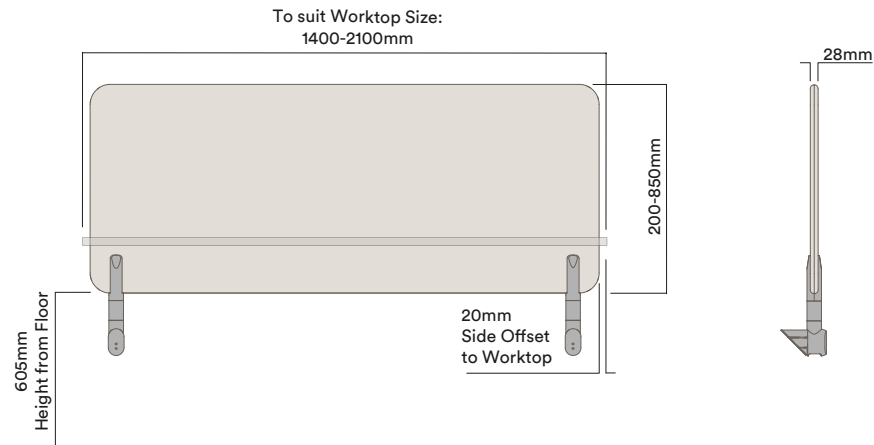 To suit Worktop Size:
1400-2100mm
28mm
200-850mm
20mm
Side Offset
to Worktop
605mm
Height from Floor